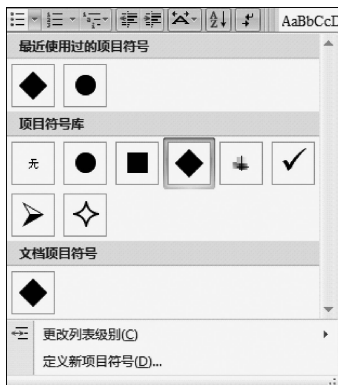 AaBbCcD
最近使用过的项目符号
项目符号库
无
文档项目符号
更改列表级别(C)
定义新项目符号(D)...